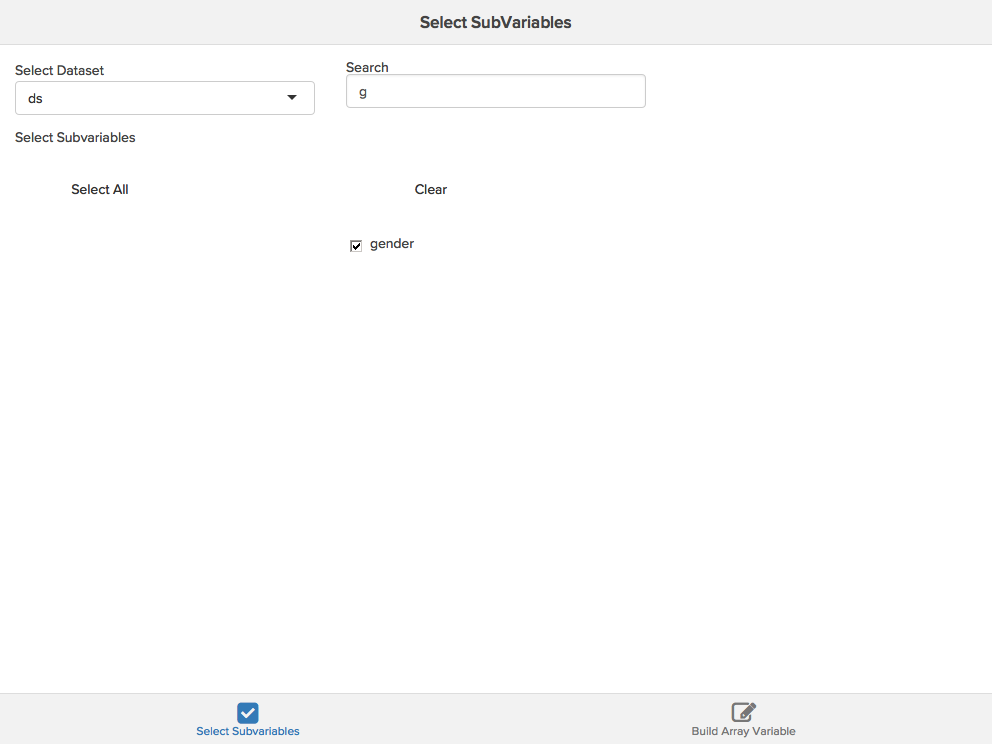 Select SubVariables
Select Dataset
ds
Search
g
Select Subvariables
Select All
Clear
gender
Select Subvariables
Build Array Variable